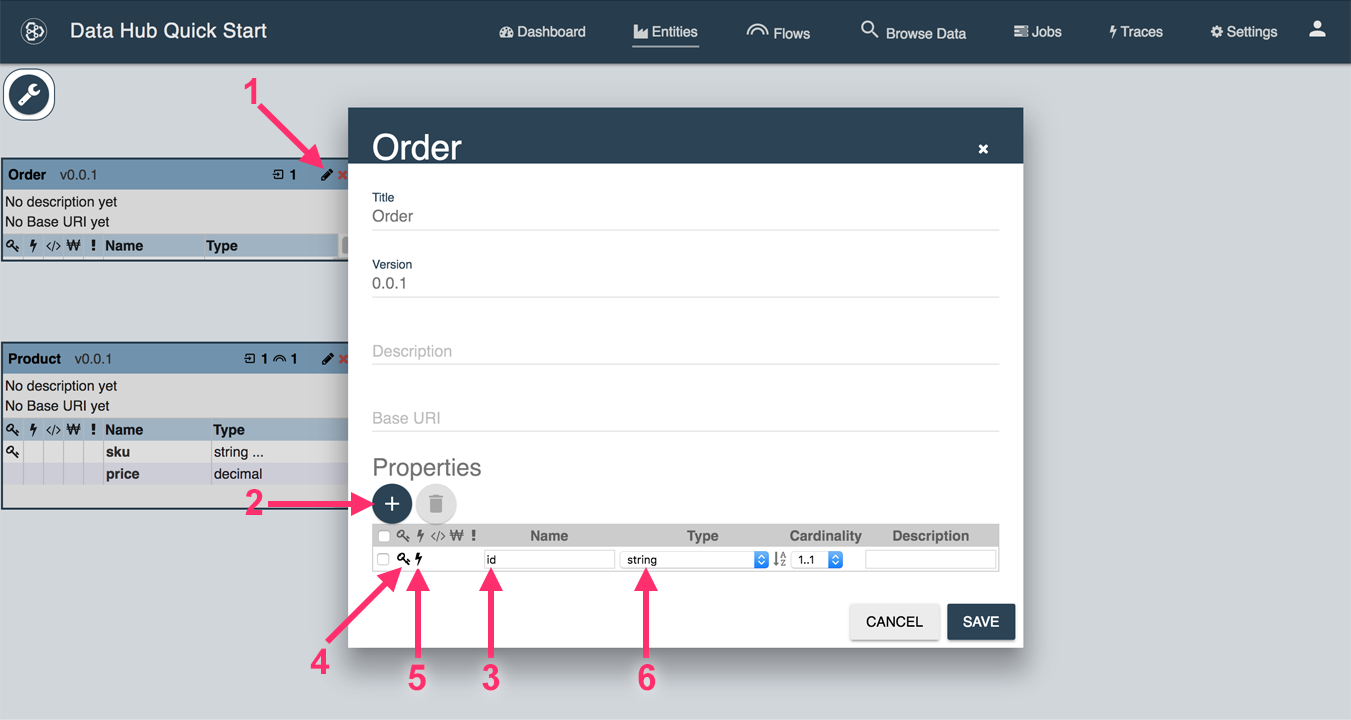 Data Hub Quick Start
Dashboard Entities Flows Browse Data Jobs Traces Settings
1
Order v0.0.1 1
No description yet
No Base URI yet
</> ₩ ! Name Type
Product v0.0.1 1 1
No description yet
No Base URI yet
</> ₩ ! Name Type
sku string ...
price decimal
Order
Title
Order
Version
0.0.1
Description
Base URI
Properties
2
+
</> ₩ ! Name Type Cardinality Description
id string AZ 1..1
CANCEL SAVE
4
5
3
6